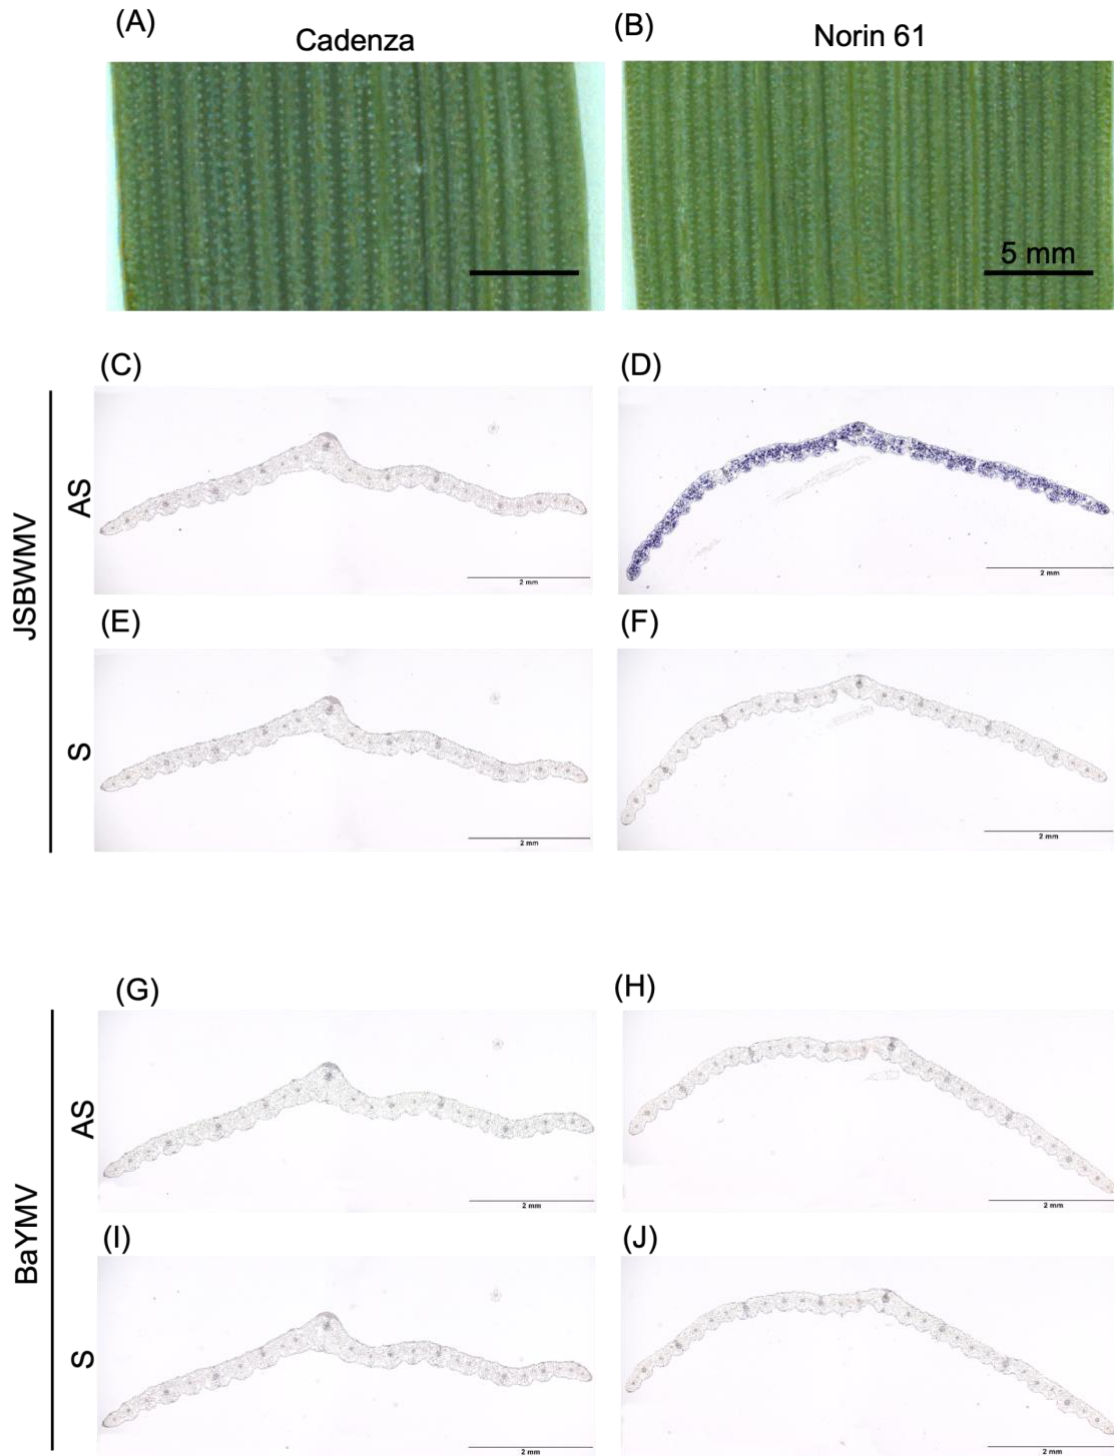 (A)
Cadenza
(B)
Norin 61
5 mm
JSBWMV
AS
(C)
2 mm
(D)
2 mm
S
(E)
2 mm
(F)
2 mm
BaYMV
AS
(G)
2 mm
(H)
2 mm
S
(I)
2 mm
(J)
2 mm